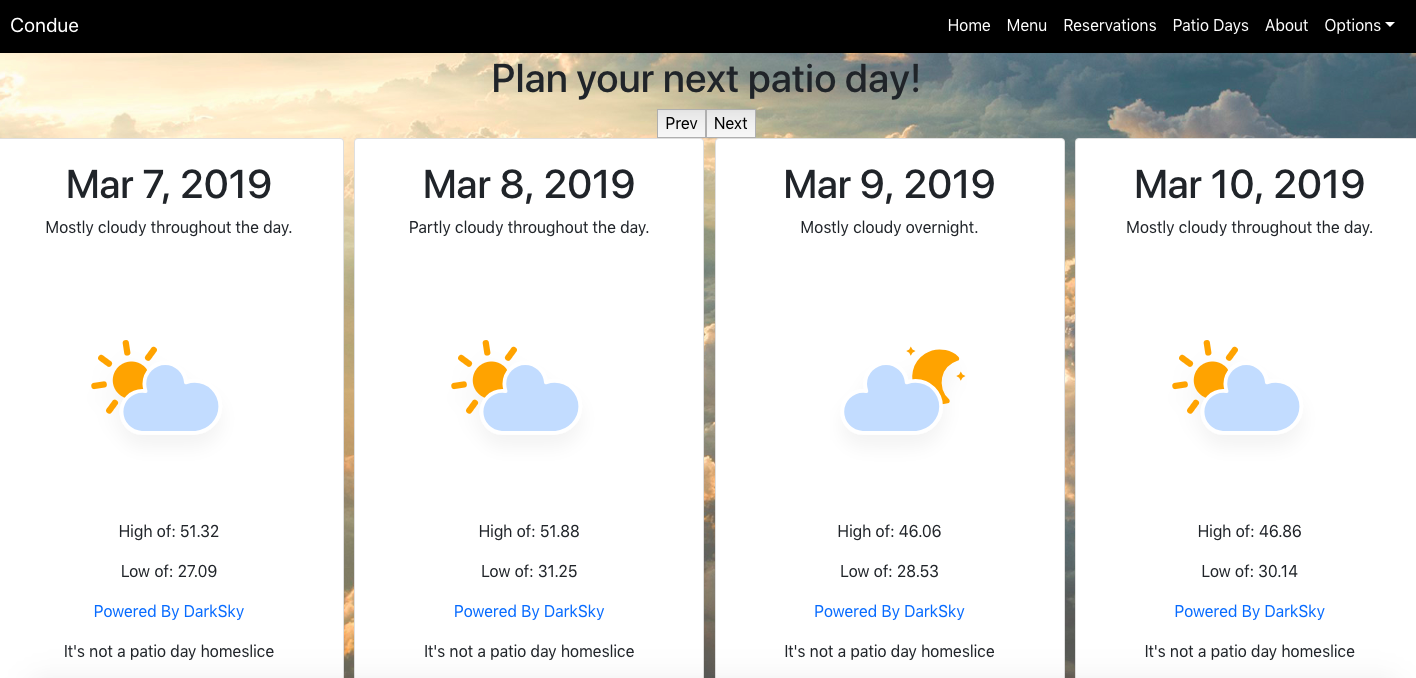 Condue Home Menu Reservations Patio Days About Options
Plan your next patio day!
Prev Next
Mar 7, 2019
Mostly cloudy throughout the day.
High of: 51.32
Low of: 27.09
Powered By DarkSky
It's not a patio day homeslice
Mar 8, 2019
Partly cloudy throughout the day.
High of: 51.88
Low of: 31.25
Powered By DarkSky
It's not a patio day homeslice
Mar 9, 2019
Mostly cloudy overnight.
High of: 46.06
Low of: 28.53
Powered By DarkSky
It's not a patio day homeslice
Mar 10, 2019
Mostly cloudy throughout the day.
High of: 46.86
Low of: 30.14
Powered By DarkSky
It's not a patio day homeslice